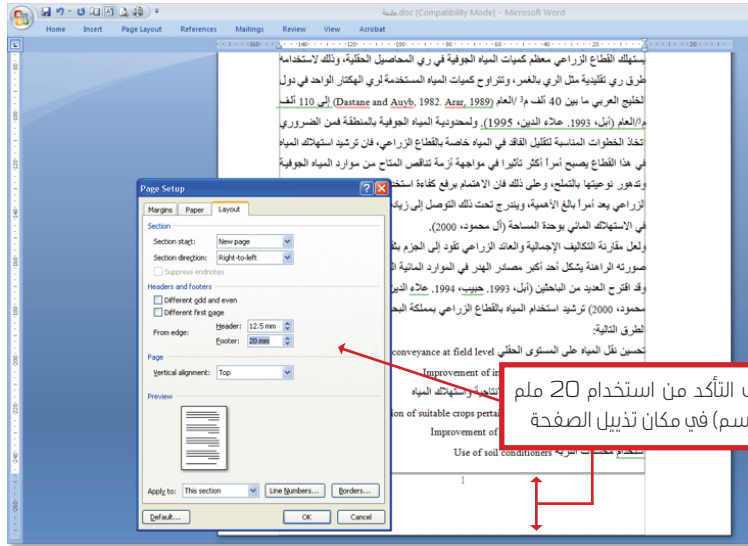 مقدمة.doc [Compatibility Mode] - Microsoft Word
Home Insert Page Layout References Mailings Review View Acrobat
يستهلك القطاع الزراعي معظم كميات المياه الجوفية في ري المحاصيل الحقلية، وذلك لاستخدامه
طرق ري تقليدية مثل الري بالغمر، وتتراوح كميات المياه المستخدمة لري الهكتار الواحد في دول
الخليج العربي ما بين 40 ألف م³ /العام (Dastane and Auyb, 1982. Arar, 1989) إلى 110 ألف
م³/العام (أبل، 1993. علاء الدين، 1995). ولمحدودية المياه الجوفية بالمنطقة فمن الضروري
اتخاذ الخطوات المناسبة لتقليل الفاقد في المياه خاصة بالقطاع الزراعي، فان ترشيد استهلاك المياه
في هذا القطاع يصبح أمراً أكثر تأثيرا في مواجهة أزمة تناقص المتاح من موارد المياه الجوفية
وتدهور نوعيتها بالتملح، وعلى ذلك فان الاهتمام برفع كفاءة
الزراعي يعد أمراً بالغ الأهمية، ويندرج تحت ذلك التوصل إلى
في الاستهلاك المائي بوحدة المساحة (آل محمود، 2000).
ولعل مقارنة التكاليف الإجمالية والعائد الزراعي تقود إلى الجزم
صورته الراهنة يشكل أحد أكبر مصادر الهدر في الموارد المائية
وقد اقترح العديد من الباحثين (أبل، 1993. حبيب، 1994. علاء
محمود، 2000) ترشيد استخدام المياه بالقطاع الزراعي بمملكة
الطرق التالية:
تحسين نقل المياه على المستوى الحقلي conveyance at field level
Improvement of
واستهلاك المياه
of suitable crops
Improvement of
استخدام محسنات التربة Use of soil conditioners
1
Page Setup
Margins Paper Layout
Section
Section start: New page
Section direction: Right-to-left
Suppress endnotes
Headers and footers
Different odd and even
Different first page
From edge:
Header: 12.5 mm
Footer: 20 mm
Page
Vertical alignment: Top
Preview
Apply to: This section Line Numbers... Borders...
Default... OK Cancel
التأكد من استخدام 20 ملم
سم) في مكان تذييل الصفحة